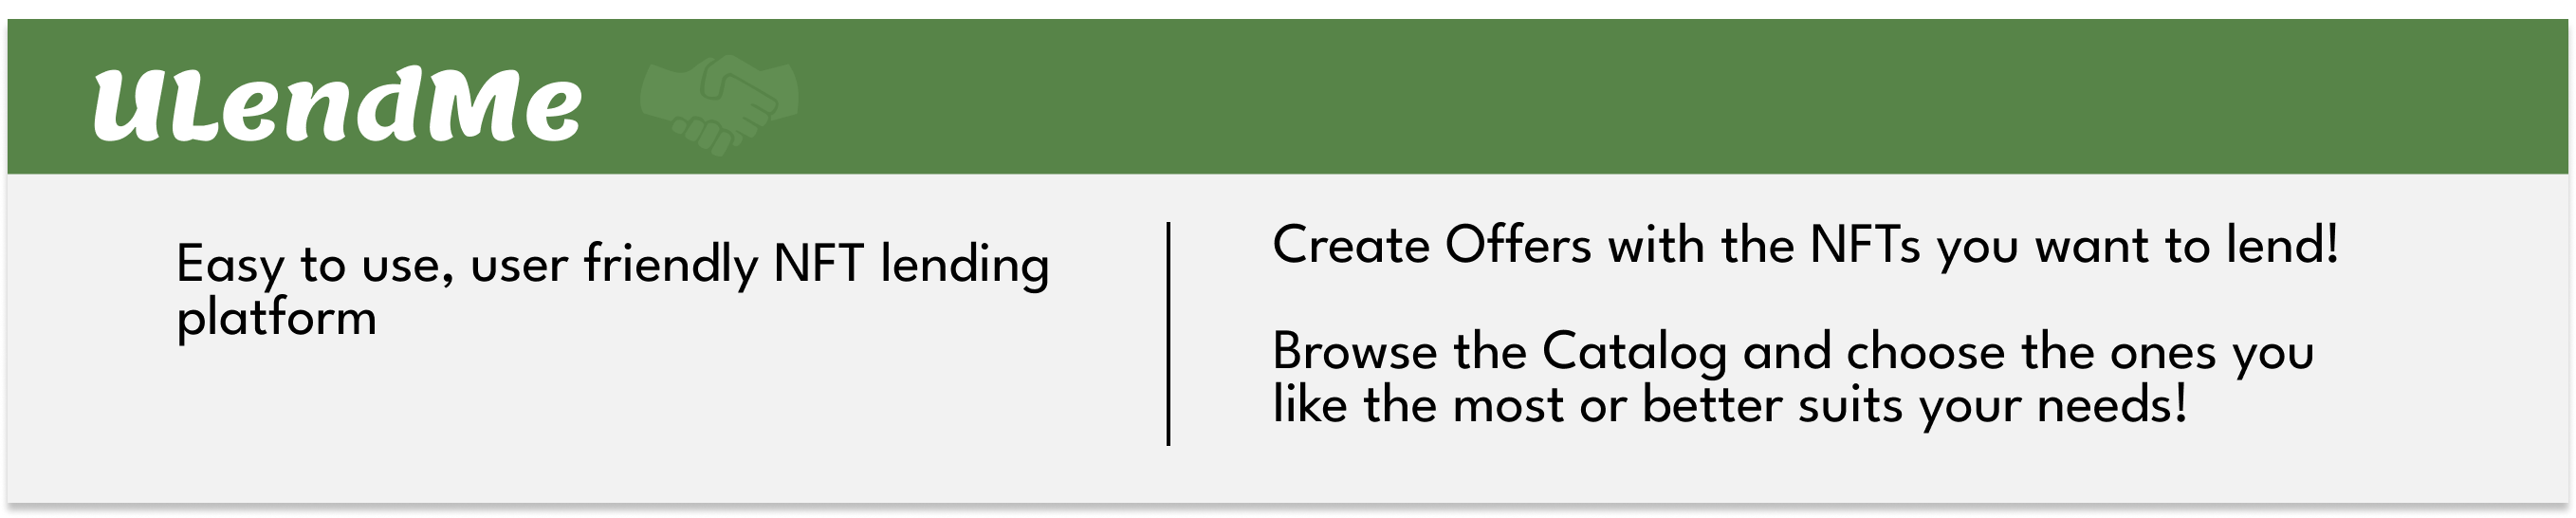 ULendMe
Easy to use, user friendly NFT lending
platform
Create Offers with the NFTs you want to lend!
Browse the Catalog and choose the ones you
like the most or better suits your needs!